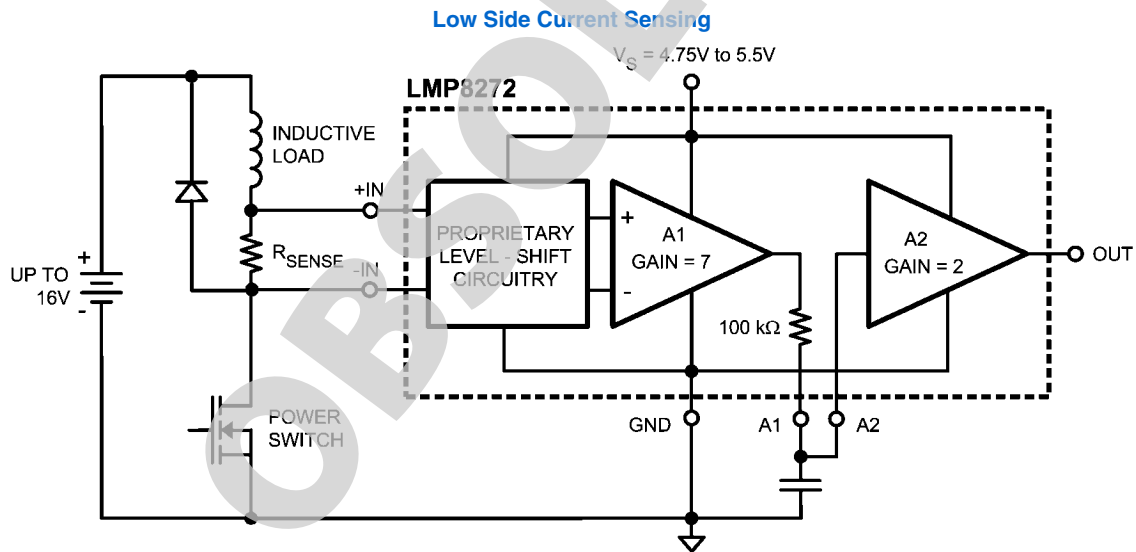 Low Side Current Sensing
V_S = 4.75V to 5.5V
LMP8272
INDUCTIVE
LOAD
+IN
R_SENSE
-IN
PROPRIETARY
LEVEL - SHIFT
CIRCUITRY
+
-
A1
GAIN = 7
A2
GAIN = 2
OUT
+
UP TO
16V
-
100 kΩ
POWER
SWITCH
GND
A1
A2
OBSOL